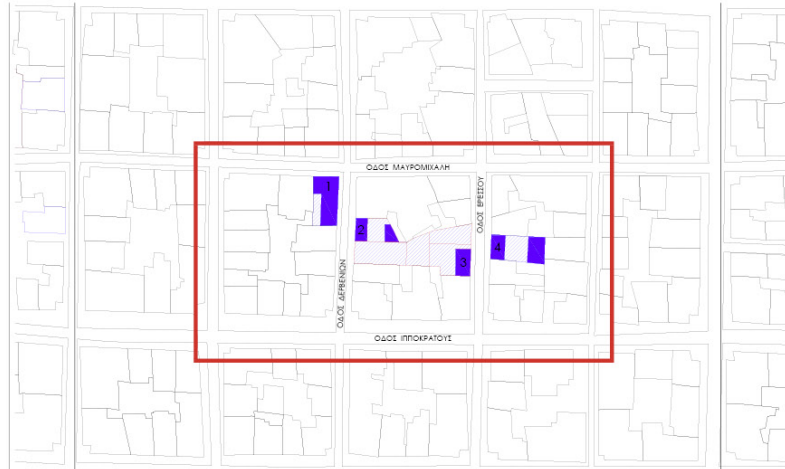 ΟΔΟΣ ΜΑΥΡΟΜΙΧΑΛΗ
1
ΟΔΟΣ ΕΡΕΣΣΟΥ
2
4
3
ΟΔΟΣ ΔΕΡΒΕΝΙΩΝ
ΟΔΟΣ ΙΠΠΟΚΡΑΤΟΥΣ